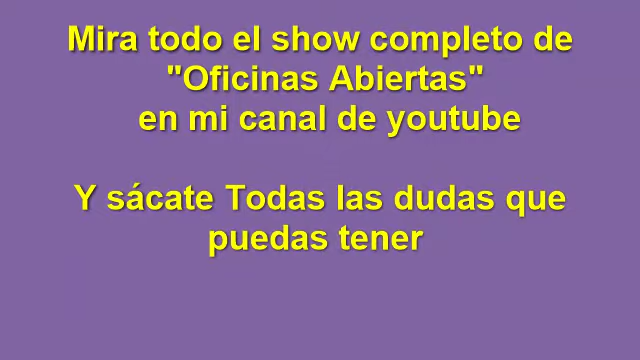 Mira todo el show completo de
"Oficinas Abiertas"
en mi canal de youtube
Y sácate Todas las dudas que
puedas tener